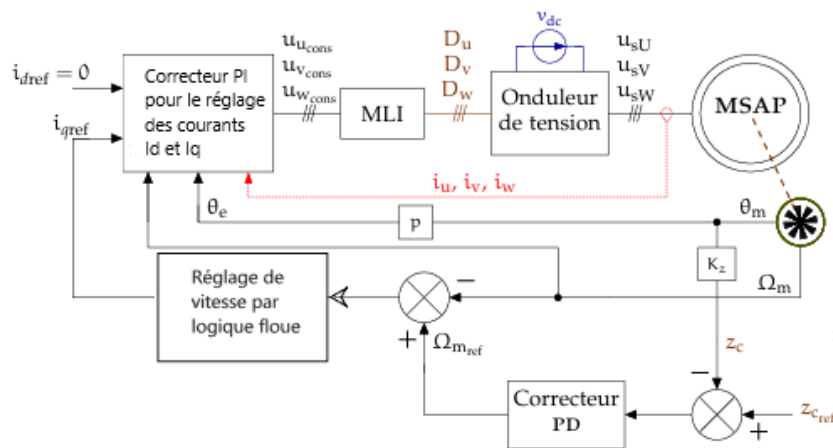 i_dref = 0
i_qref
Correcteur PI
pour le réglage
des courants
Id et Iq
u_ucons
u_vcons
u_wcons
MLI
D_u
D_v
D_w
v_dc
Onduleur
de tension
u_sU
u_sV
u_sW
MSAP
i_u, i_v, i_w
θ_e
p
θ_m
K_z
Ω_m
Réglage de
vitesse par
logique floue
−
+
Ω_mref
z_c
−
Correcteur
PD
+
z_cref